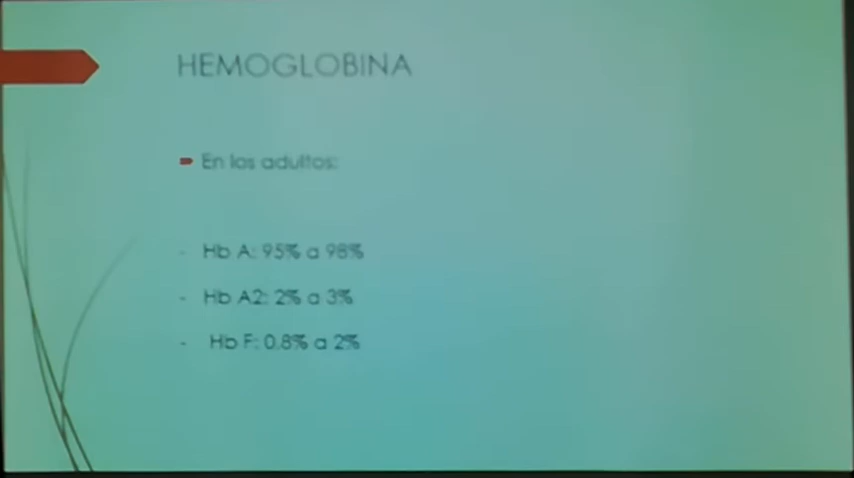 HEMOGLOBINA
En los adultos:
- Hb A: 95% a 98%
- Hb A2: 2% a 3%
- Hb F: 0.8% a 2%